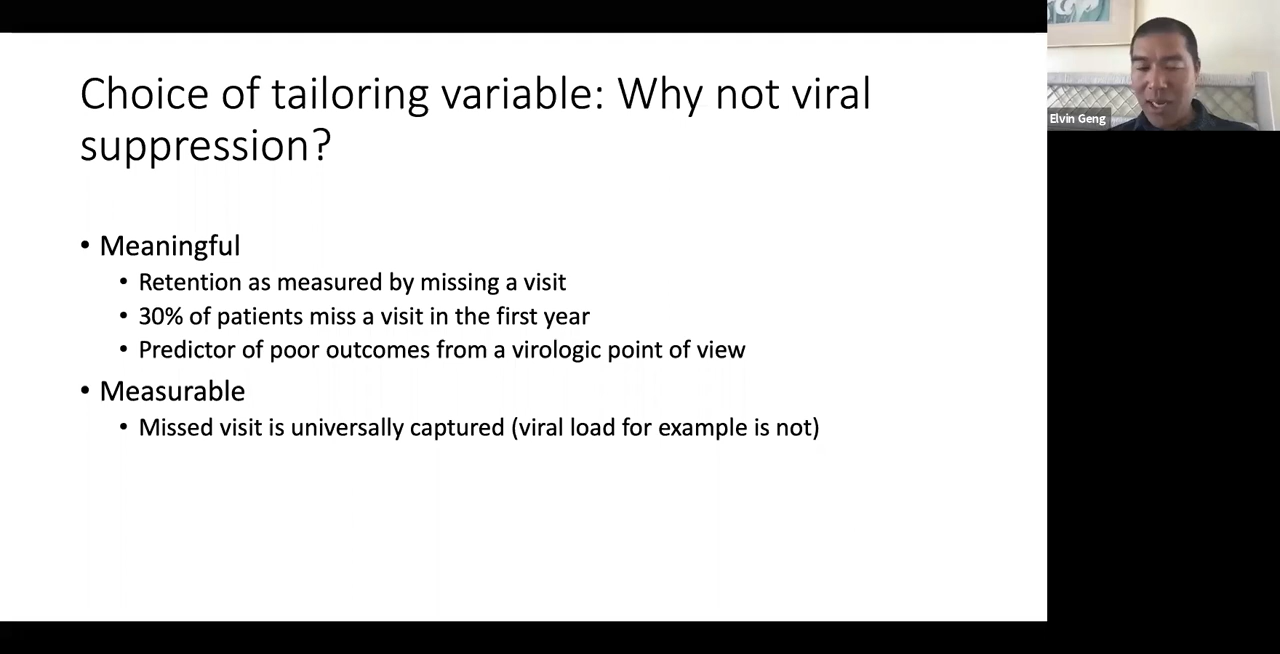 Choice of tailoring variable: Why not viral
suppression?
• Meaningful
• Retention as measured by missing a visit
• 30% of patients miss a visit in the first year
• Predictor of poor outcomes from a virologic point of view
• Measurable
• Missed visit is universally captured (viral load for example is not)
Elvin Geng